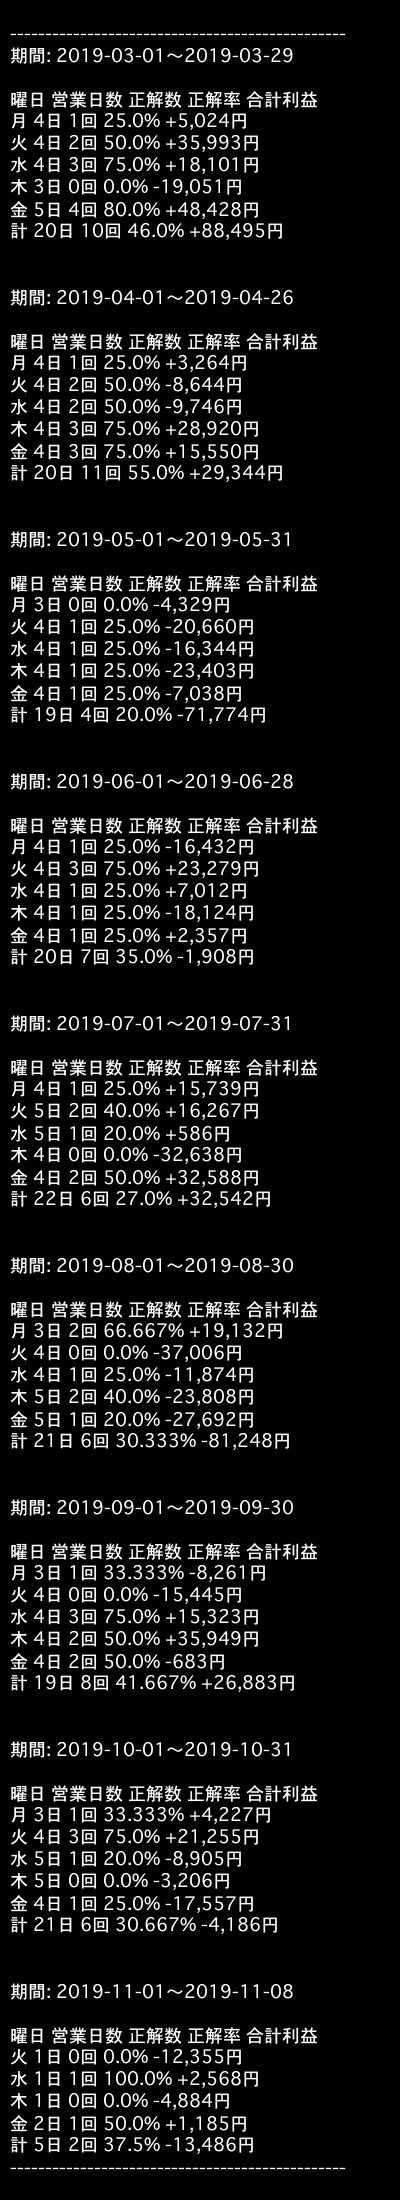 ------------------------------------------------
期間: 2019-03-01〜2019-03-29
曜日 営業日数 正解数 正解率 合計利益
月 4日 1回 25.0% +5,024円
火 4日 2回 50.0% +35,993円
水 4日 3回 75.0% +18,101円
木 3日 0回 0.0% -19,051円
金 5日 4回 80.0% +48,428円
計 20日 10回 46.0% +88,495円
期間: 2019-04-01〜2019-04-26
曜日 営業日数 正解数 正解率 合計利益
月 4日 1回 25.0% +3,264円
火 4日 2回 50.0% -8,644円
水 4日 2回 50.0% -9,746円
木 4日 3回 75.0% +28,920円
金 4日 3回 75.0% +15,550円
計 20日 11回 55.0% +29,344円
期間: 2019-05-01〜2019-05-31
曜日 営業日数 正解数 正解率 合計利益
月 3日 0回 0.0% -4,329円
火 4日 1回 25.0% -20,660円
水 4日 1回 25.0% -16,344円
木 4日 1回 25.0% -23,403円
金 4日 1回 25.0% -7,038円
計 19日 4回 20.0% -71,774円
期間: 2019-06-01〜2019-06-28
曜日 営業日数 正解数 正解率 合計利益
月 4日 1回 25.0% -16,432円
火 4日 3回 75.0% +23,279円
水 4日 1回 25.0% +7,012円
木 4日 1回 25.0% -18,124円
金 4日 1回 25.0% +2,357円
計 20日 7回 35.0% -1,908円
期間: 2019-07-01〜2019-07-31
曜日 営業日数 正解数 正解率 合計利益
月 4日 1回 25.0% +15,739円
火 5日 2回 40.0% +16,267円
水 5日 1回 20.0% +586円
木 4日 0回 0.0% -32,638円
金 4日 2回 50.0% +32,588円
計 22日 6回 27.0% +32,542円
期間: 2019-08-01〜2019-08-30
曜日 営業日数 正解数 正解率 合計利益
月 3日 2回 66.667% +19,132円
火 4日 0回 0.0% -37,006円
水 4日 1回 25.0% -11,874円
木 5日 2回 40.0% -23,808円
金 5日 1回 20.0% -27,692円
計 21日 6回 30.333% -81,248円
期間: 2019-09-01〜2019-09-30
曜日 営業日数 正解数 正解率 合計利益
月 3日 1回 33.333% -8,261円
火 4日 0回 0.0% -15,445円
水 4日 3回 75.0% +15,323円
木 4日 2回 50.0% +35,949円
金 4日 2回 50.0% -683円
計 19日 8回 41.667% +26,883円
期間: 2019-10-01〜2019-10-31
曜日 営業日数 正解数 正解率 合計利益
月 3日 1回 33.333% +4,227円
火 4日 3回 75.0% +21,255円
水 5日 1回 20.0% -8,905円
木 5日 0回 0.0% -3,206円
金 4日 1回 25.0% -17,557円
計 21日 6回 30.667% -4,186円
期間: 2019-11-01〜2019-11-08
曜日 営業日数 正解数 正解率 合計利益
火 1日 0回 0.0% -12,355円
水 1日 1回 100.0% +2,568円
木 1日 0回 0.0% -4,884円
金 2日 1回 50.0% +1,185円
計 5日 2回 37.5% -13,486円
------------------------------------------------